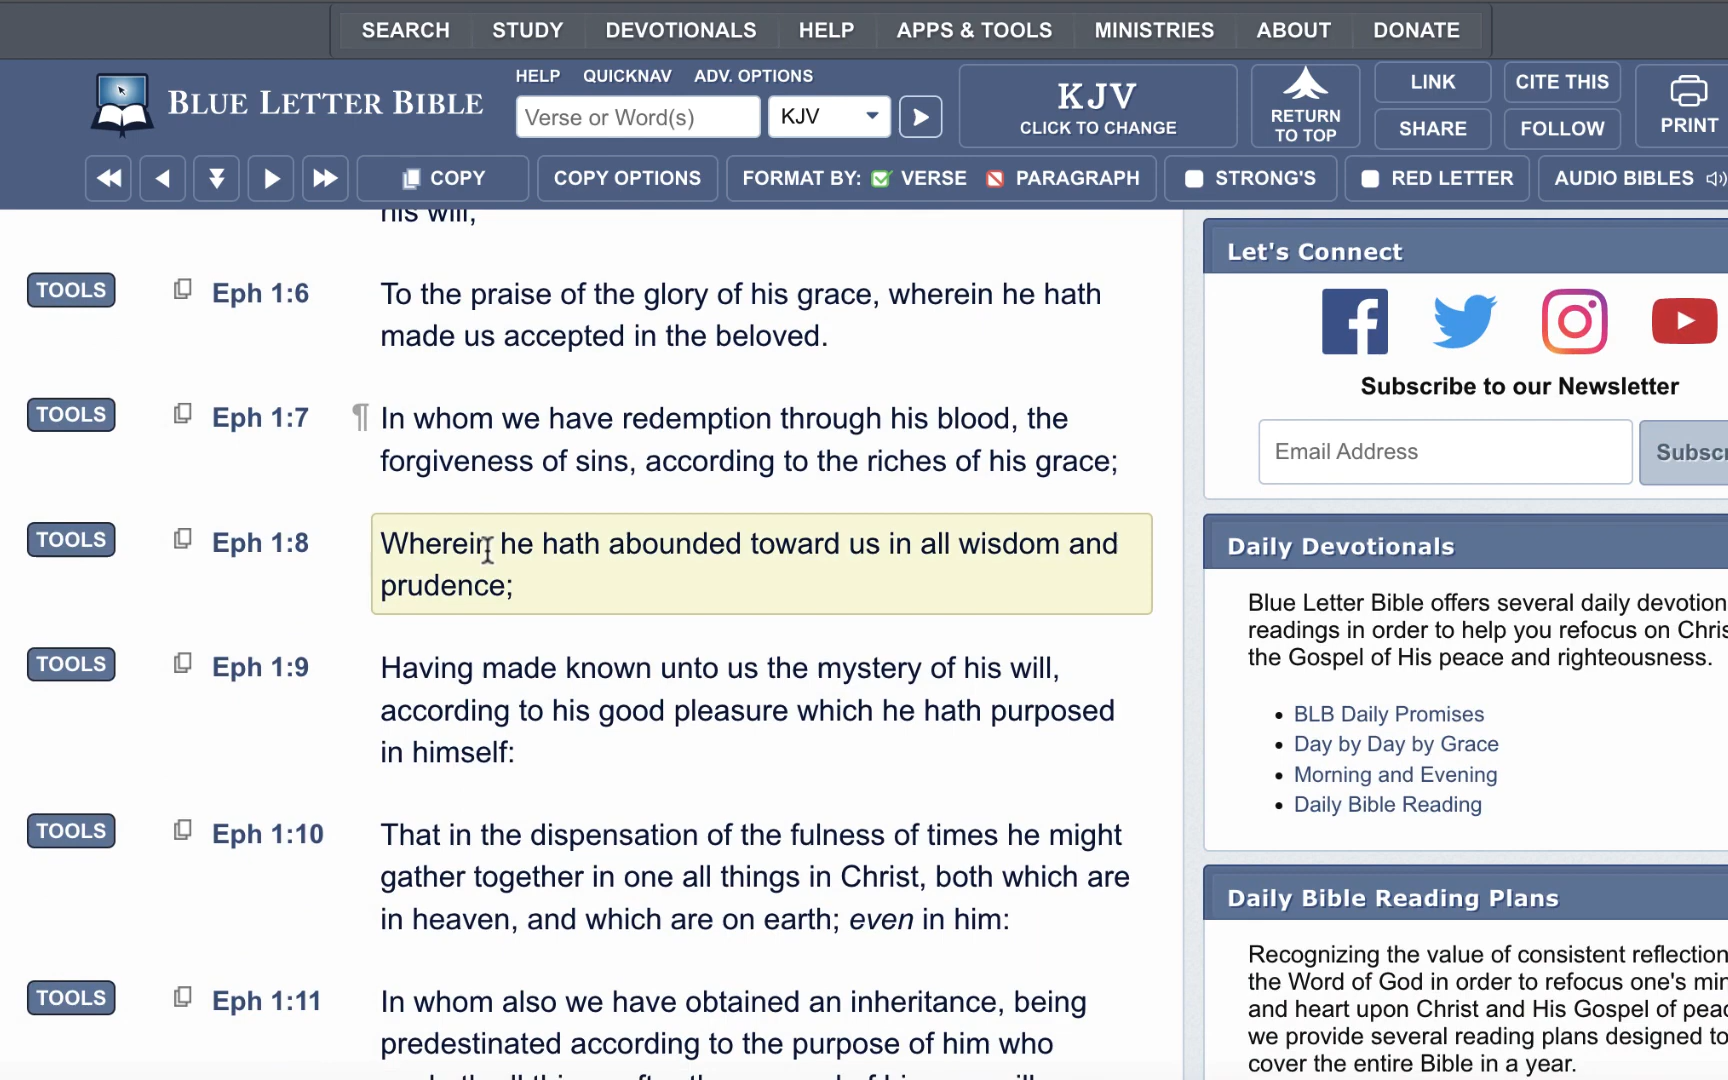 SEARCH STUDY DEVOTIONALS HELP APPS & TOOLS MINISTRIES ABOUT DONATE
BLUE LETTER BIBLE
HELP QUICKNAV ADV. OPTIONS
Verse or Word(s) KJV
KJV
CLICK TO CHANGE
RETURN
TO TOP
LINK CITE THIS
SHARE FOLLOW
PRINT
COPY COPY OPTIONS FORMAT BY: VERSE PARAGRAPH STRONG'S RED LETTER AUDIO BIBLES
his will;
TOOLS Eph 1:6 To the praise of the glory of his grace, wherein he hath
made us accepted in the beloved.
TOOLS Eph 1:7 ¶ In whom we have redemption through his blood, the
forgiveness of sins, according to the riches of his grace;
TOOLS Eph 1:8 Wherein he hath abounded toward us in all wisdom and
prudence;
TOOLS Eph 1:9 Having made known unto us the mystery of his will,
according to his good pleasure which he hath purposed
in himself:
TOOLS Eph 1:10 That in the dispensation of the fulness of times he might
gather together in one all things in Christ, both which are
in heaven, and which are on earth; even in him:
TOOLS Eph 1:11 In whom also we have obtained an inheritance, being
predestinated according to the purpose of him who
Let's Connect
Subscribe to our Newsletter
Email Address
Daily Devotionals
Blue Letter Bible offers several daily
readings in order to help you refocus on
the Gospel of His peace and righteousness.
• BLB Daily Promises
• Day by Day by Grace
• Morning and Evening
• Daily Bible Reading
Daily Bible Reading Plans
Recognizing the value of consistent reflection
the Word of God in order to refocus one's
and heart upon Christ and His Gospel of
we provide several reading plans designed to
cover the entire Bible in a year.